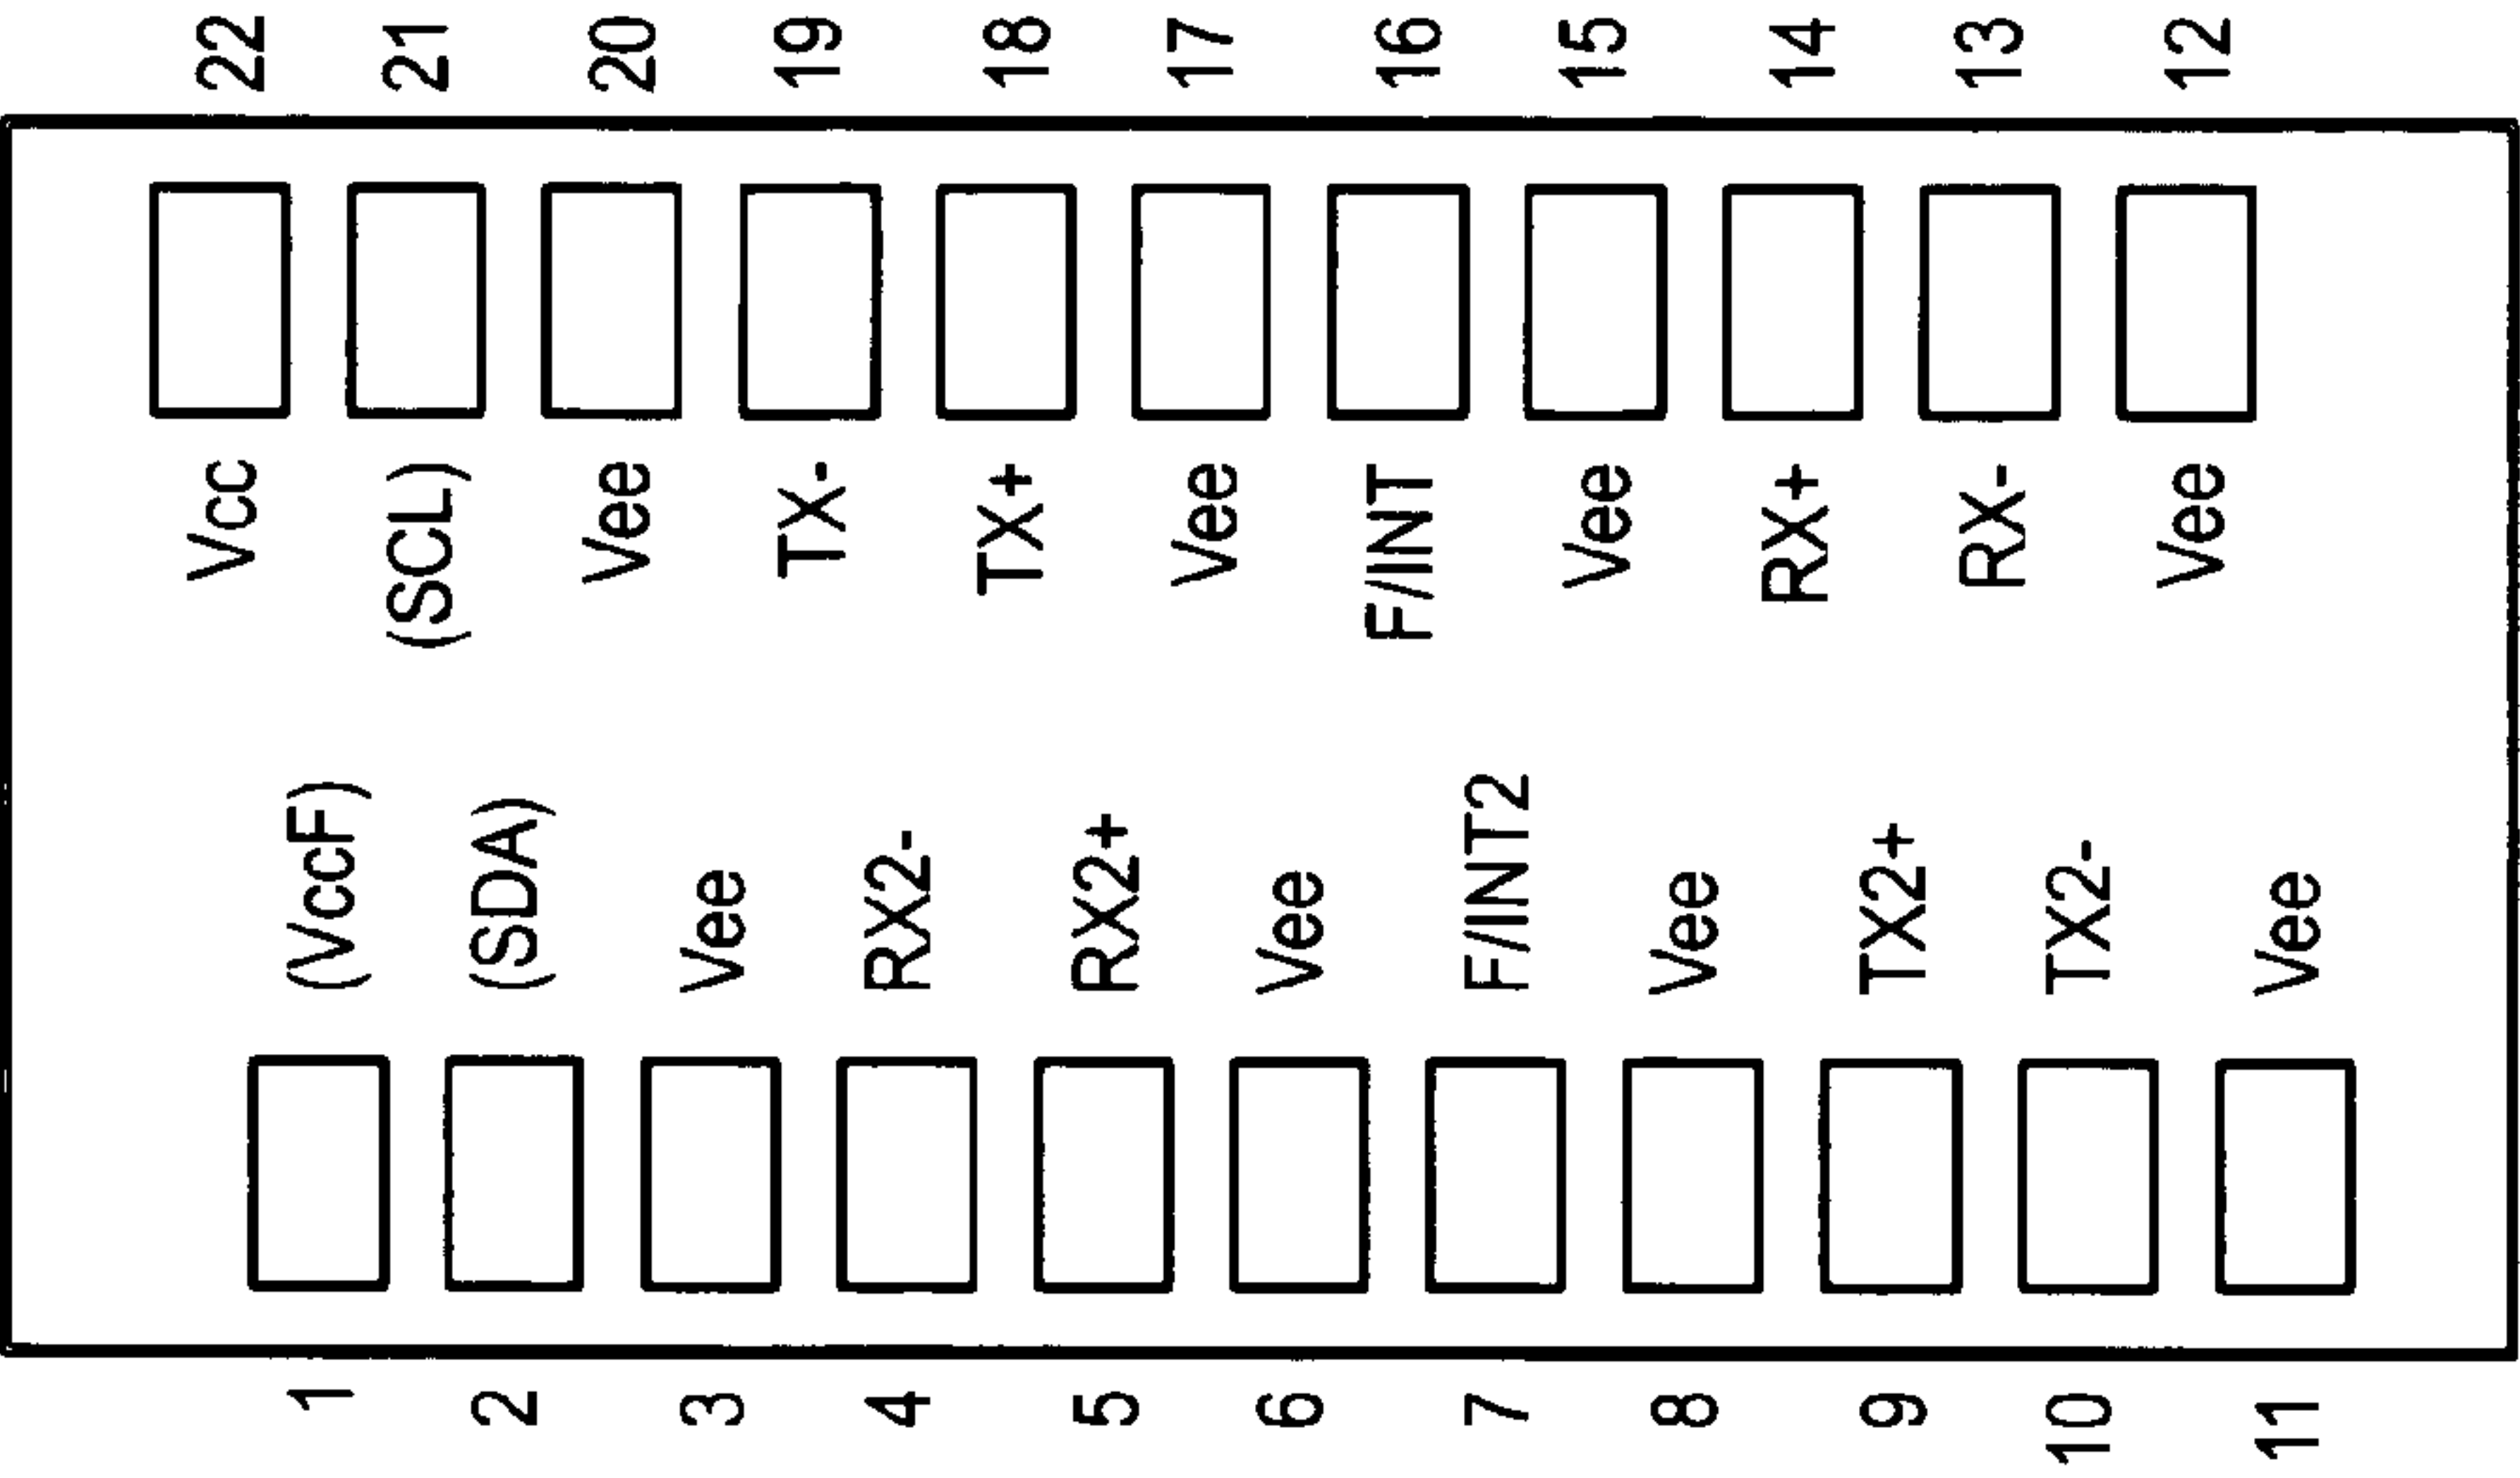 22
21
20
19
18
17
16
15
14
13
12
Vcc
(SCL)
Vee
TX-
TX+
Vee
F/INT
Vee
RX+
RX-
Vee
(VccF)
(SDA)
Vee
RX2-
RX2+
Vee
F/INT2
Vee
TX2+
TX2-
Vee
1
2
3
4
5
6
7
8
9
10
11